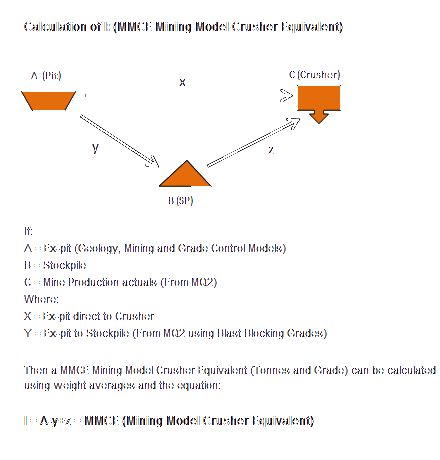 Calculation of I: (MMCE Mining Model Crusher Equivalent)
A (Pit)
C (Crusher)
x
y
z
B (SP)
If:
A = Ex-pit (Geology, Mining and Grade Control Models)
B = Stockpile
C = Mine Production actuals (From MQ2)
Where:
X = Ex-pit direct to Crusher
Y = Ex-pit to Stockpile (From MQ2 using Blast Blocking Grades)
Then a MMCE Mining Model Crusher Equivalent (Tonnes and Grade) can be calculated
using weight averages and the equation:
MMCE (Mining Model Crusher Equivalent)